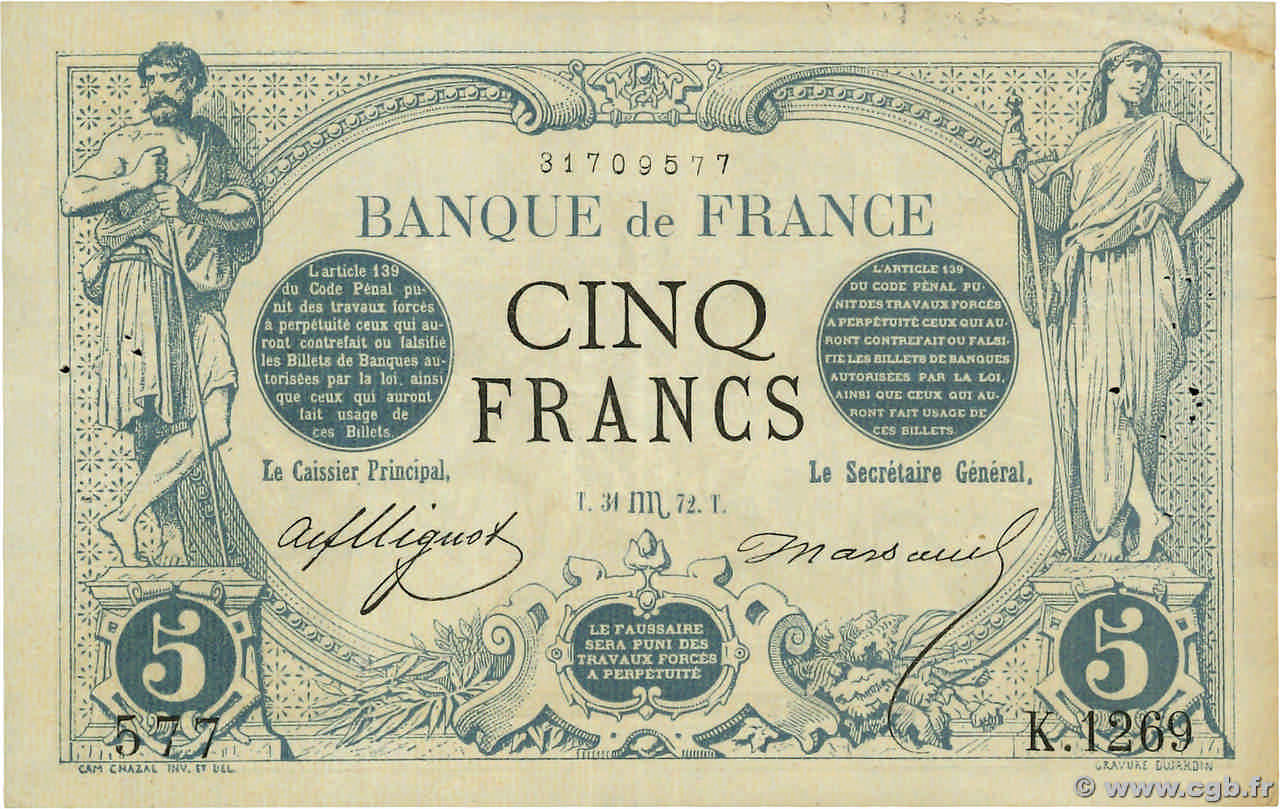 31709577
BANQUE de FRANCE
CINQ
FRANCS
L'article 139
du Code Pénal pu-
nit des travaux forcés
à perpétuité ceux qui au-
ront contrefait ou falsifié
les Billets de Banques au-
torisées par la loi, ainsi
que ceux qui auront
fait usage de
ces Billets.
L'ARTICLE 139
DU CODE PÉNAL PU-
NIT DES TRAVAUX FORCÉS
A PERPÉTUITÉ CEUX QUI AU-
RONT CONTREFAIT OU FALSI-
FIÉ LES BILLETS DE BANQUES
AUTORISÉES PAR LA LOI,
AINSI QUE CEUX QUI AU-
RONT FAIT USAGE DE
CES BILLETS.
Le Caissier Principal,
Le Secrétaire Général,
T. 31 72. T.
Mignot
5
LE FAUSSAIRE
SERA PUNI DES
TRAVAUX FORCÉS
A PERPÉTUITÉ
5
577
K.1269
CAM CHAZAL INV. ET DEL.
GRAVURE DUJARDIN
© www.cgb.fr